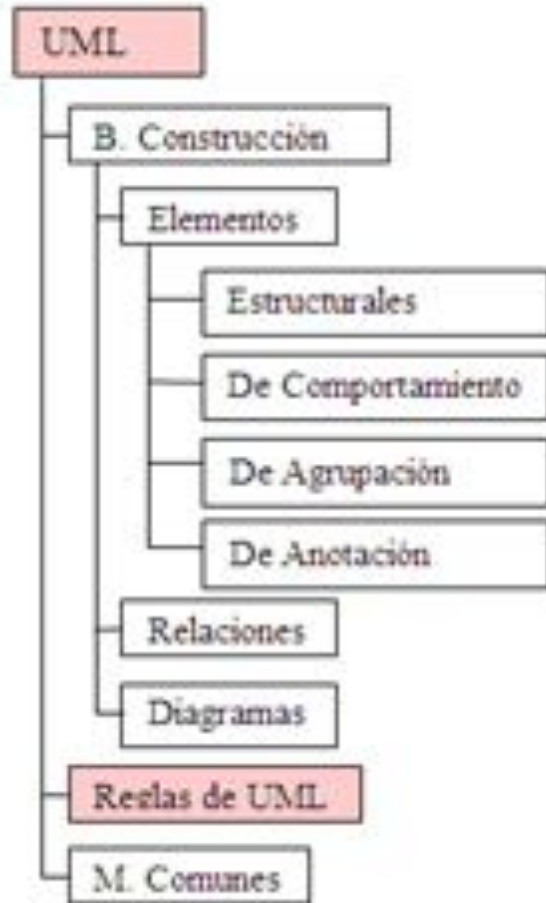 UML
B. Construcción
Elementos
Estructurales
De Comportamiento
De Agrupación
De Anotación
Relaciones
Diagramas
Reglas de UML
M. Comunes